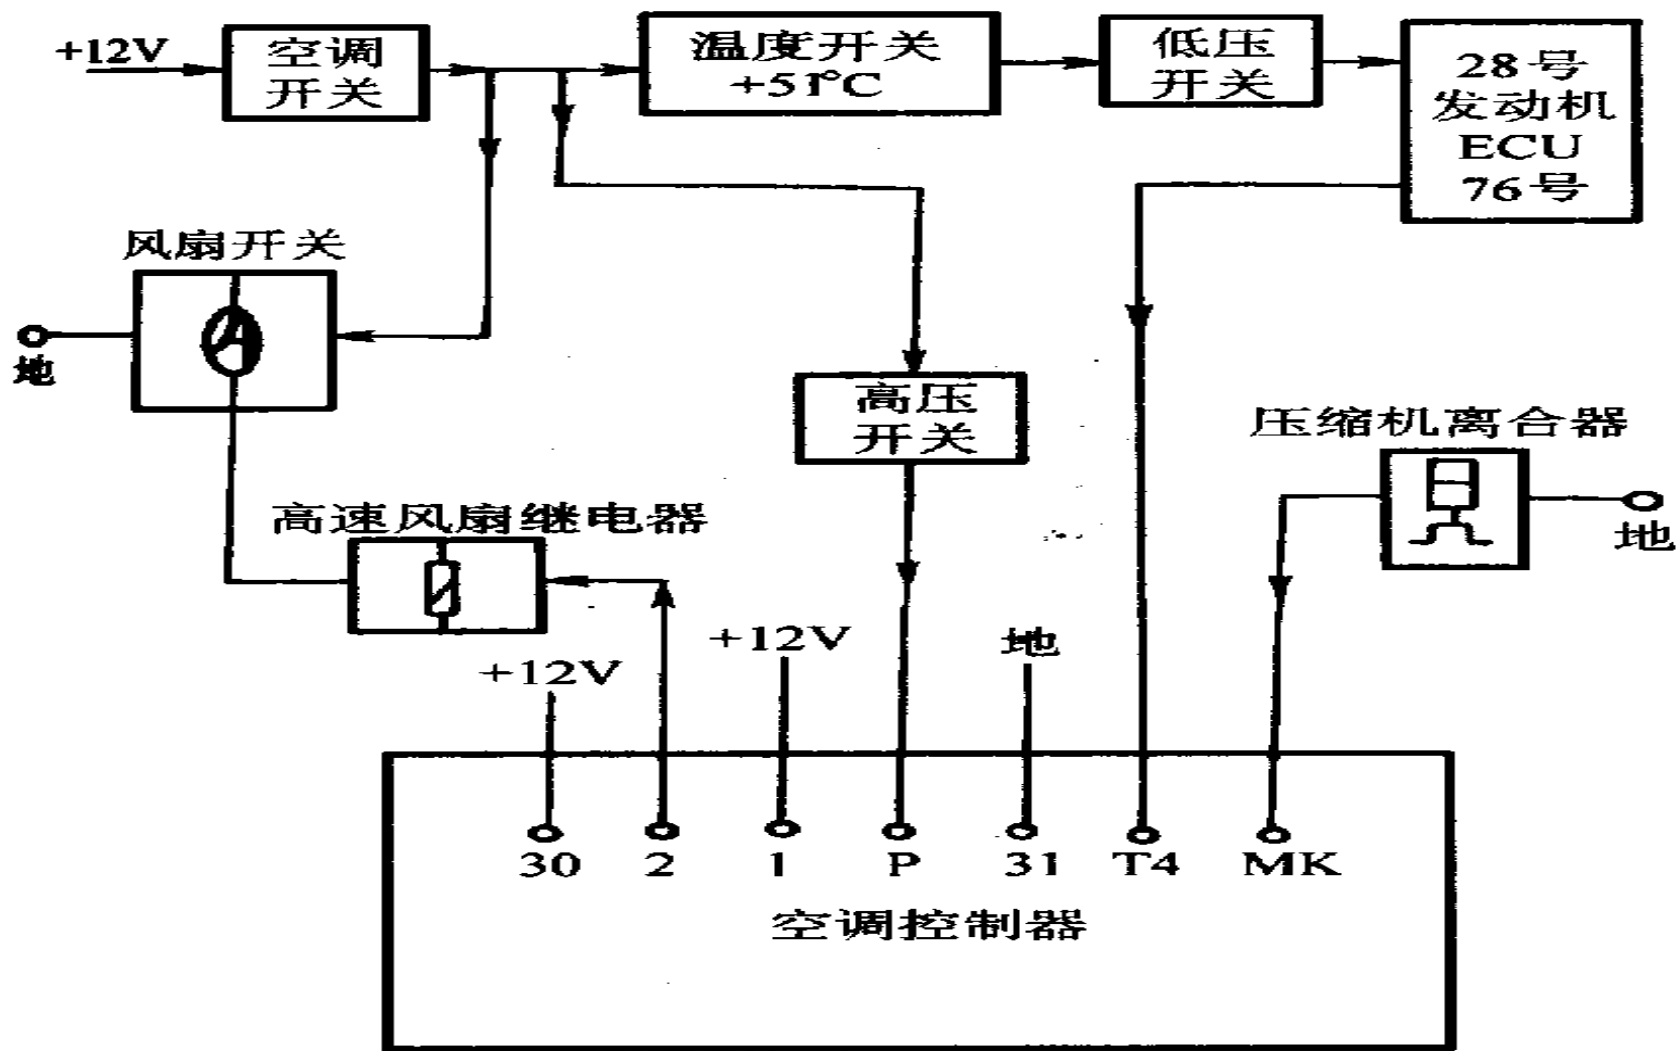 +12V
空调
开关
温度开关
+51°C
低压
开关
28号
发动机
ECU
76号
风扇开关
地
高压
开关
压缩机离合器
地
高速风扇继电器
+12V
+12V
地
30
2
1
P
31
T4
MK
空调控制器